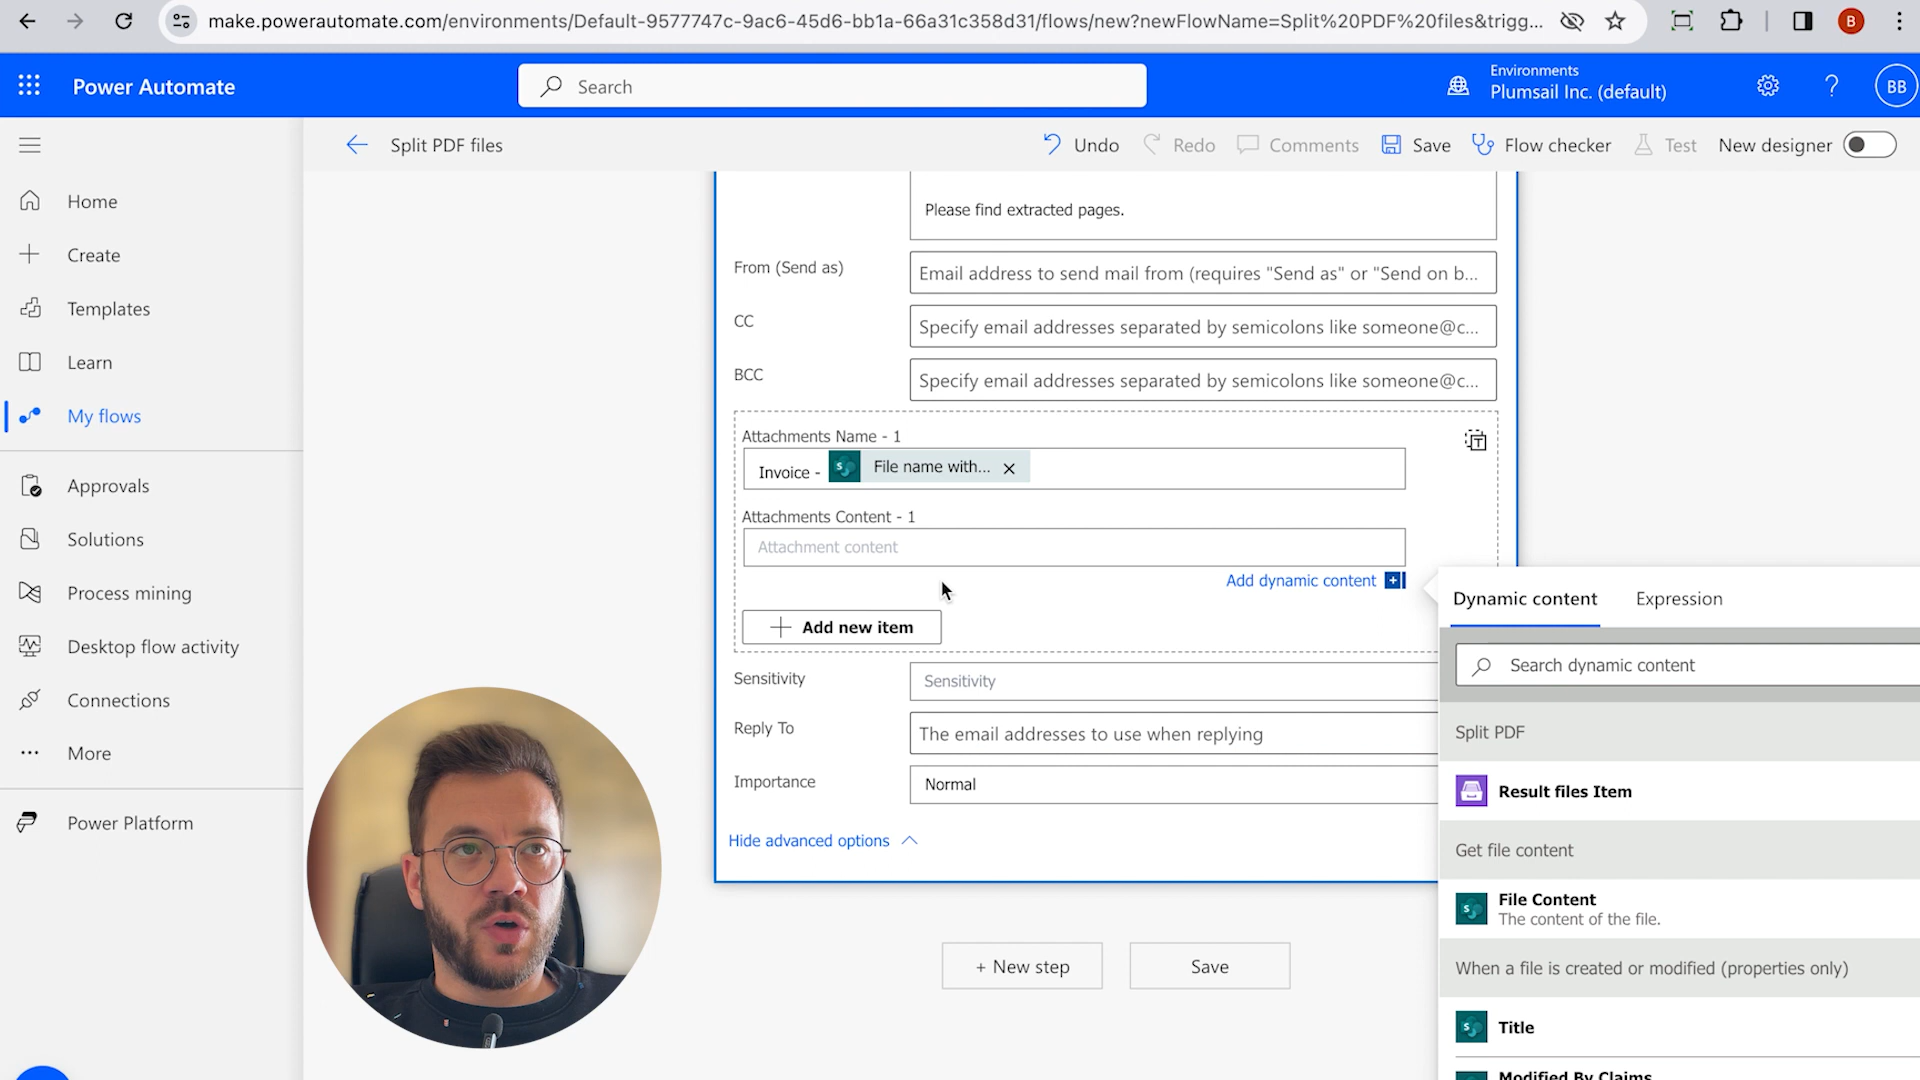 make.powerautomate.com/environments/Default-9577747c-9ac6-45d6-bb1a-66a31c358d31/flows/new?newFlowName=Split%20PDF%20files&trigg...
B
Power Automate
Search
Environments
Plumsail Inc. (default)
?
BB
Split PDF files
Undo
Redo
Comments
Save
Flow checker
Test
New designer
Home
Create
Templates
Learn
My flows
Approvals
Solutions
Process mining
Desktop flow activity
Connections
More
Power Platform
Please find extracted pages.
From (Send as)
Email address to send mail from (requires "Send as" or "Send on b...
CC
Specify email addresses separated by semicolons like someone@c...
BCC
Specify email addresses separated by semicolons like someone@c...
Attachments Name - 1
Invoice - File name with... ×
Attachments Content - 1
Attachment content
Add dynamic content
Add new item
Sensitivity
Sensitivity
Reply To
The email addresses to use when replying
Importance
Normal
Hide advanced options
+ New step
Save
Dynamic content
Expression
Search dynamic content
Split PDF
Result files Item
Get file content
File Content
The content of the file.
When a file is created or modified (properties only)
Title
Modified By Claims